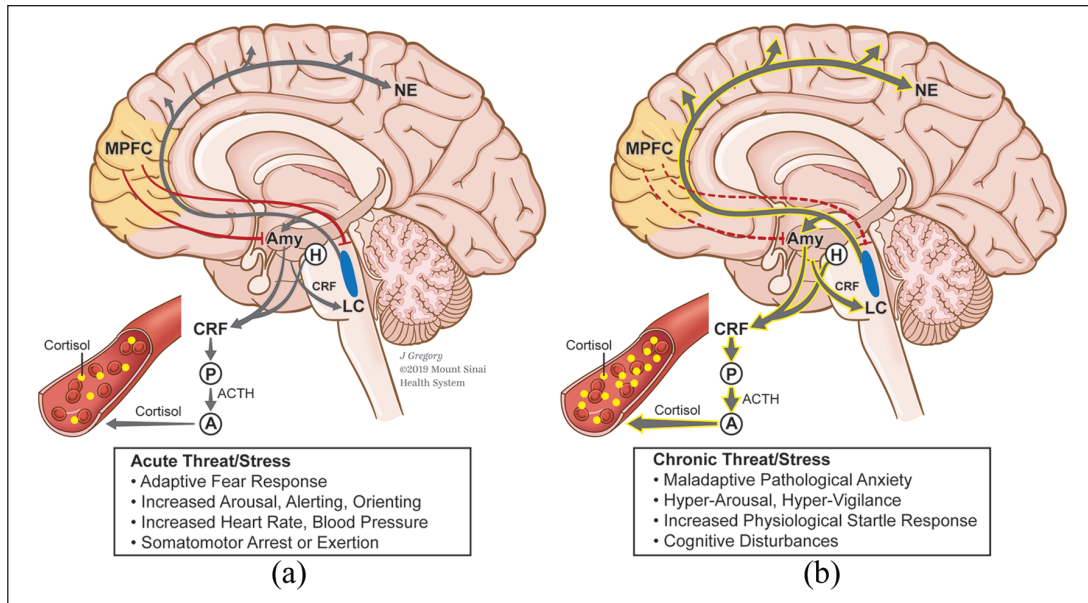 NE
MPFC
Amy
H
CRF
LC
CRF
Cortisol
P
ACTH
Cortisol
A
J Gregory
©2019 Mount Sinai
Health System
Acute Threat/Stress
• Adaptive Fear Response
• Increased Arousal, Alerting, Orienting
• Increased Heart Rate, Blood Pressure
• Somatomotor Arrest or Exertion
(a)
NE
MPFC
Amy
H
CRF
LC
CRF
Cortisol
P
ACTH
Cortisol
A
Chronic Threat/Stress
• Maladaptive Pathological Anxiety
• Hyper-Arousal, Hyper-Vigilance
• Increased Physiological Startle Response
• Cognitive Disturbances
(b)